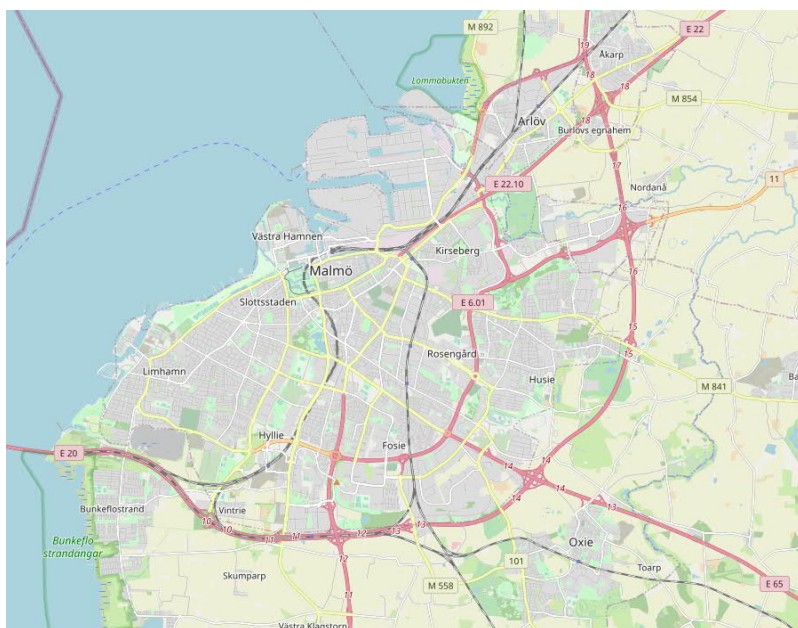 M 892
E 22
19
Åkarp
Lommabukten
18
18
M 854
Arlöv
18
Burlövs egnahem
17
11
E 22.10
Nordanå
16
Västra Hamnen
Kirseberg
Malmö
16
Slottsstaden
E 6.01
15
Rosengård
15
Limhamn
Husie
M 841
Ba
Hyllie
Fosie
E 20
14
14
14
13
Bunkeflostrand
Vintrie
10
10
11
11
12
13
13
Bunkeflo
strandängar
Oxie
12
101
Toarp
Skumparp
M 558
E 65
11
Västra Klagstorp